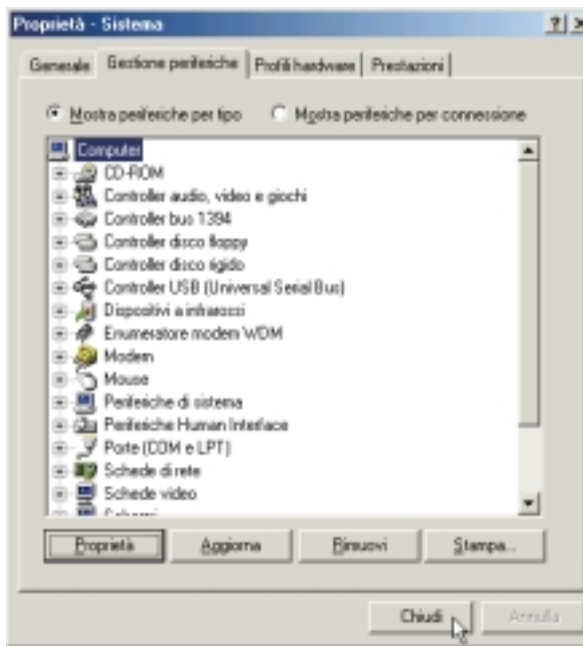 Proprietà - Sistema
Generale Gestione periferiche Profili hardware Prestazioni
Mostra periferiche per tipo Mostra periferiche per connessione
Computer
CD-ROM
Controller audio, video e giochi
Controller bus 1394
Controller disco floppy
Controller disco rigido
Controller USB (Universal Serial Bus)
Dispositivi a infrarossi
Enumeratore modem WDM
Modem
Mouse
Periferiche di sistema
Periferiche Human Interface
Porte (COM e LPT)
Schede di rete
Schede video
Proprietà Aggiorna Rimuovi Stampa...
Chiudi Annulla